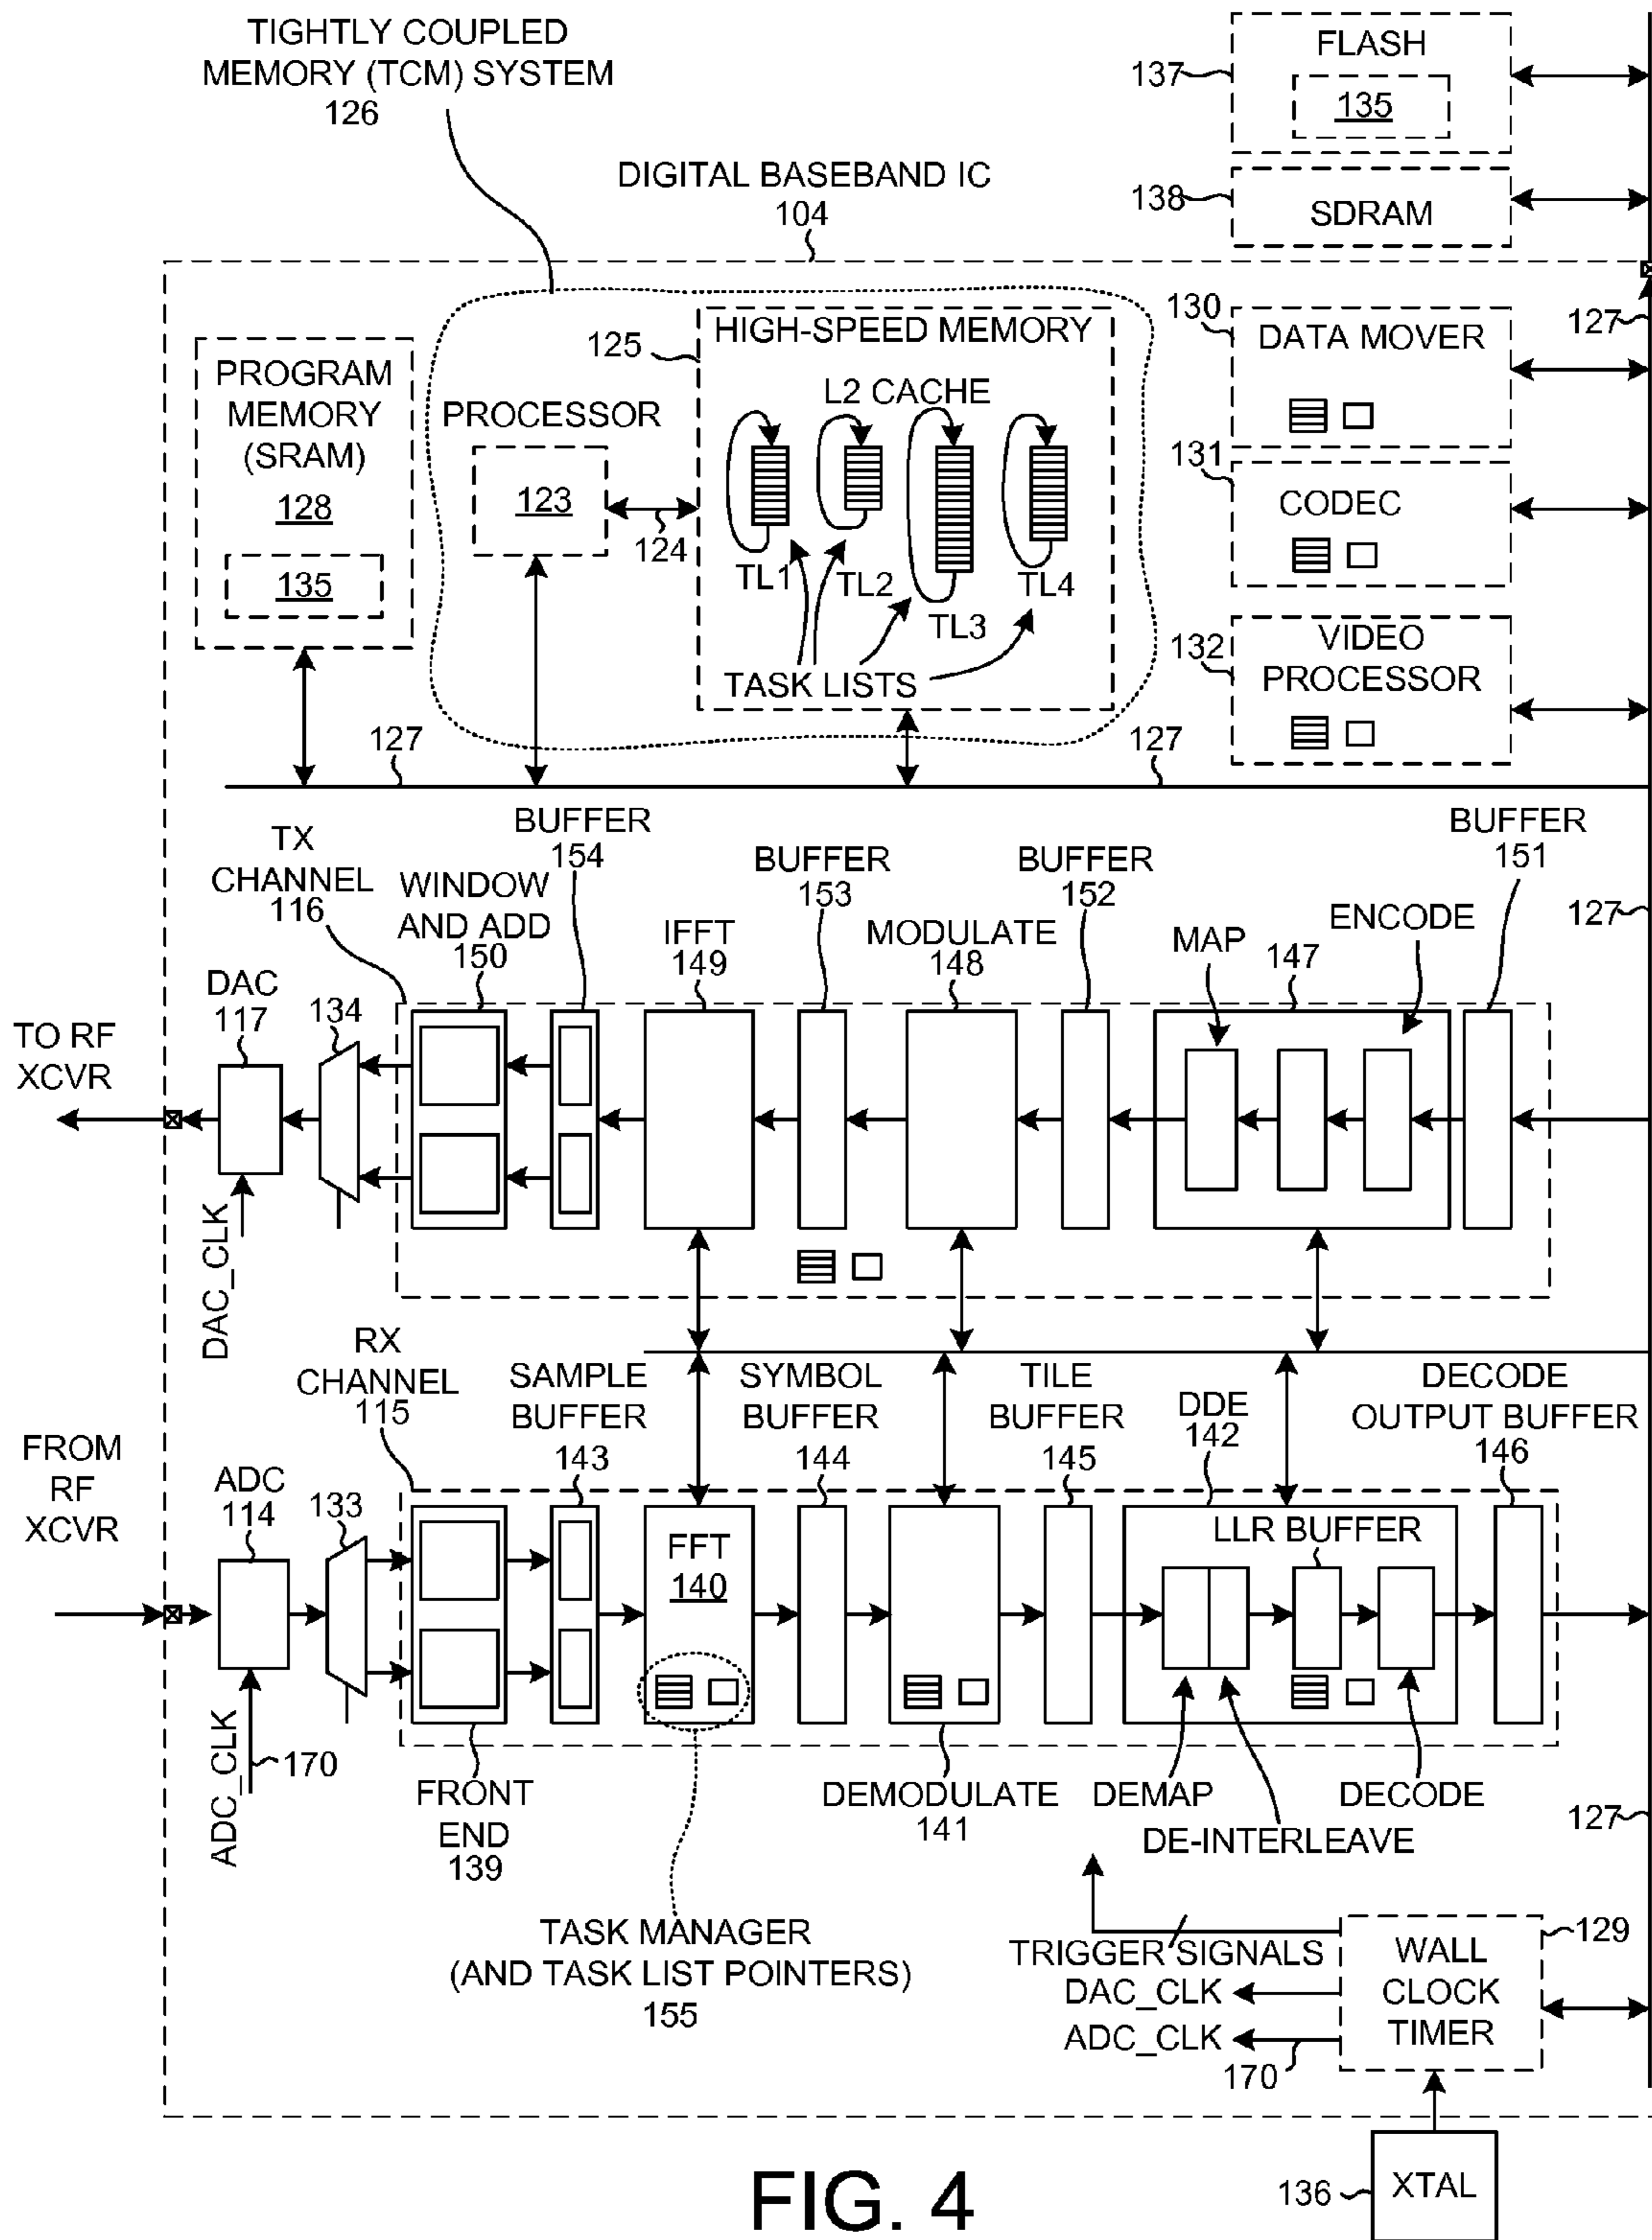 TIGHTLY COUPLED
MEMORY (TCM) SYSTEM
126
FLASH
137
135
DIGITAL BASEBAND IC
104
138
SDRAM
PROGRAM
MEMORY
(SRAM)
128
135
PROCESSOR
123
124
125
HIGH-SPEED MEMORY
L2 CACHE
TL1
TL2
TL3
TL4
TASK LISTS
130
DATA MOVER
127
131
CODEC
132
VIDEO
PROCESSOR
127
127
TX
CHANNEL
116
WINDOW
AND ADD
150
BUFFER
154
IFFT
149
BUFFER
153
MODULATE
148
BUFFER
152
MAP
147
ENCODE
BUFFER
151
127
TO RF
XCVR
DAC
117
134
DAC_CLK
RX
CHANNEL
115
SAMPLE
BUFFER
143
SYMBOL
BUFFER
144
TILE
BUFFER
145
DDE
142
DECODE
OUTPUT BUFFER
146
FROM
RF
XCVR
ADC
114
133
FFT
140
LLR BUFFER
ADC_CLK
170
FRONT
END
139
DEMODULATE
141
DEMAP
DE-INTERLEAVE
DECODE
127
TASK MANAGER
(AND TASK LIST POINTERS)
155
TRIGGER SIGNALS
DAC_CLK
ADC_CLK
170
WALL
CLOCK
TIMER
129
136
XTAL
FIG. 4